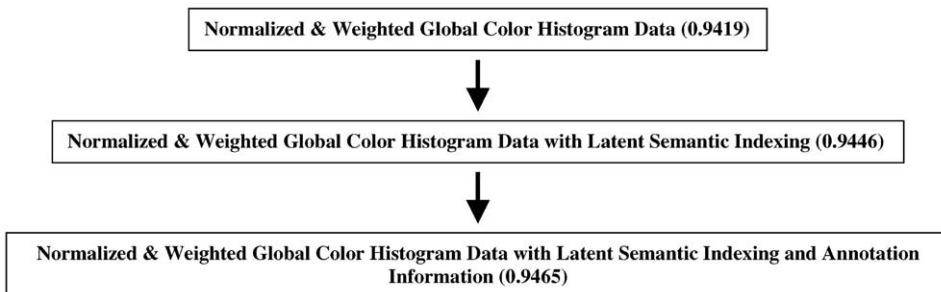 Normalized & Weighted Global Color Histogram Data (0.9419)
Normalized & Weighted Global Color Histogram Data with Latent Semantic Indexing (0.9446)
Normalized & Weighted Global Color Histogram Data with Latent Semantic Indexing and Annotation
Information (0.9465)